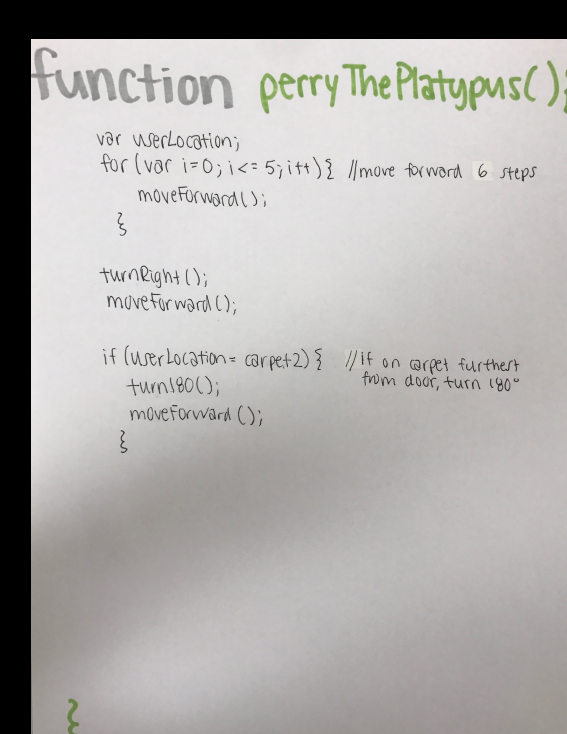 function perryThePlatypus(){
var userLocation;
for (var i=0; i<= 5; i++){ //move forward 6 steps
moveForward();
}
turnRight();
moveForward();
if (userLocation= carpet2) { //if on carpet furthest
from door, turn 180°
turn180();
moveForward();
}
}